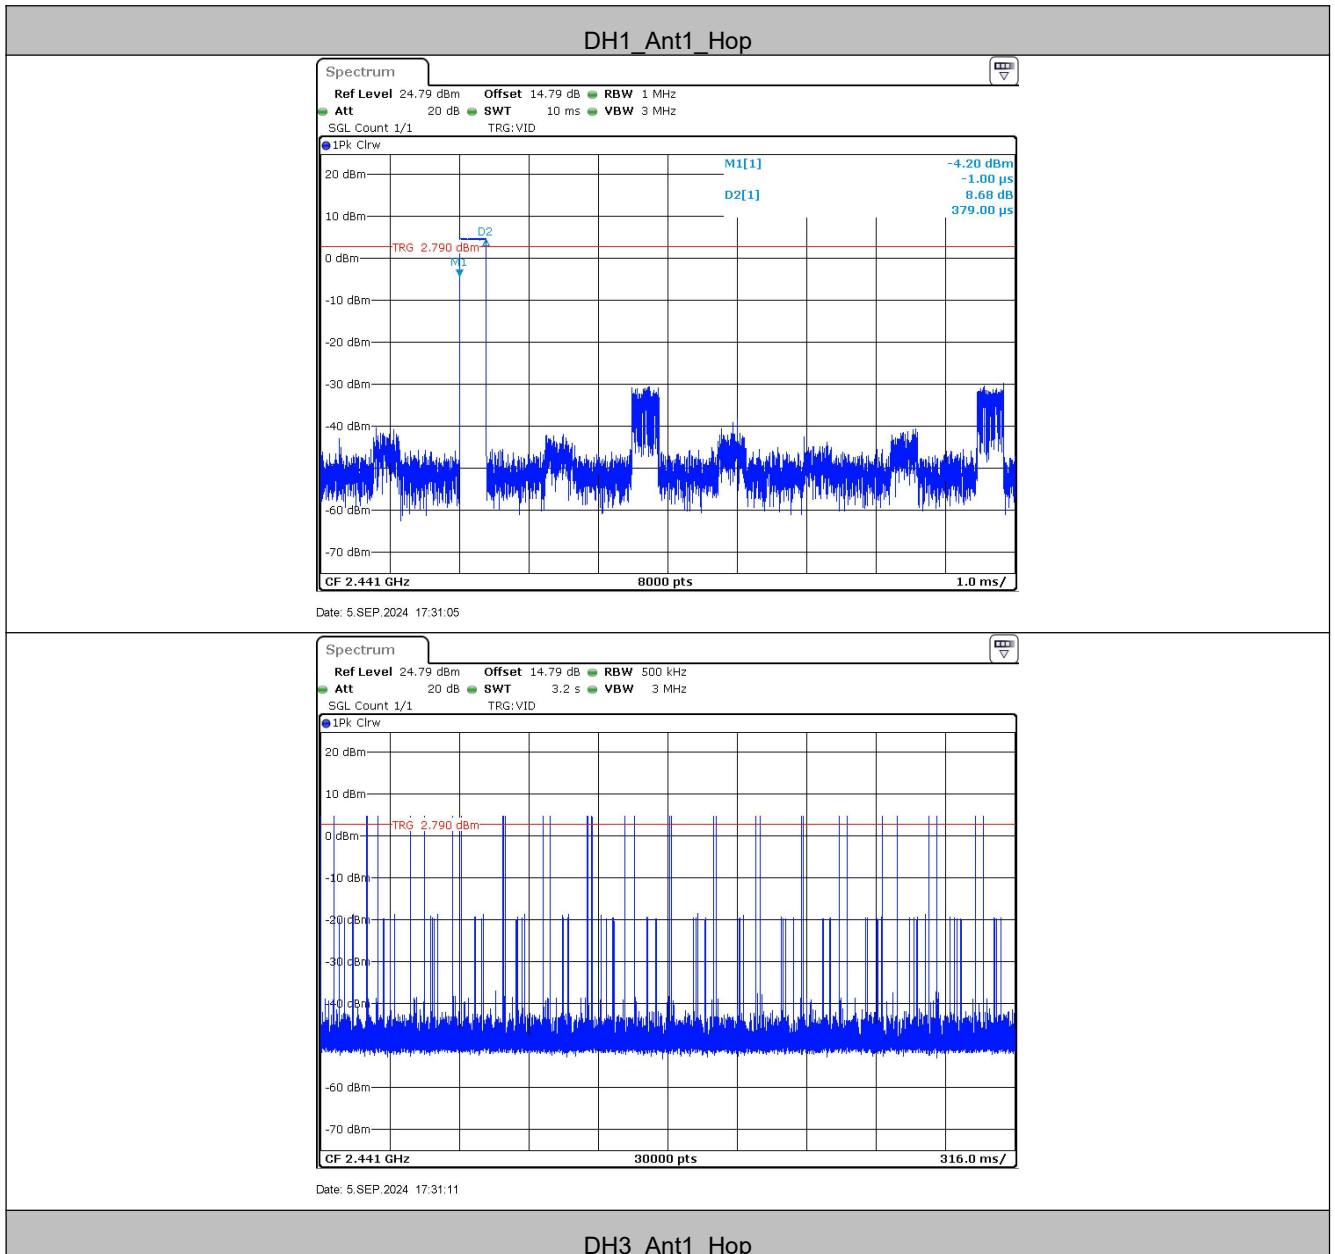 DH1_Ant1_Hop
Spectrum
Ref Level 24.79 dBm Offset 14.79 dB RBW 1 MHz
Att 20 dB SWT 10 ms VBW 3 MHz
SGL Count 1/1 TRG:VID
1Pk Clrw
M1[1] -4.20 dBm
-1.00 µs
D2[1] 8.68 dB
379.00 µs
20 dBm
10 dBm
D2
TRG 2.790 dBm
0 dBm
M1
-10 dBm
-20 dBm
-30 dBm
-40 dBm
-60 dBm
-70 dBm
CF 2.441 GHz 8000 pts 1.0 ms/
Date: 5.SEP.2024 17:31:05
Spectrum
Ref Level 24.79 dBm Offset 14.79 dB RBW 500 kHz
Att 20 dB SWT 3.2 s VBW 3 MHz
SGL Count 1/1 TRG:VID
1Pk Clrw
20 dBm
10 dBm
TRG 2.790 dBm
0 dBm
-10 dBm
-20 dBm
-30 dBm
-40 dBm
-60 dBm
-70 dBm
CF 2.441 GHz 30000 pts 316.0 ms/
Date: 5.SEP.2024 17:31:11
DH3_Ant1_Hop